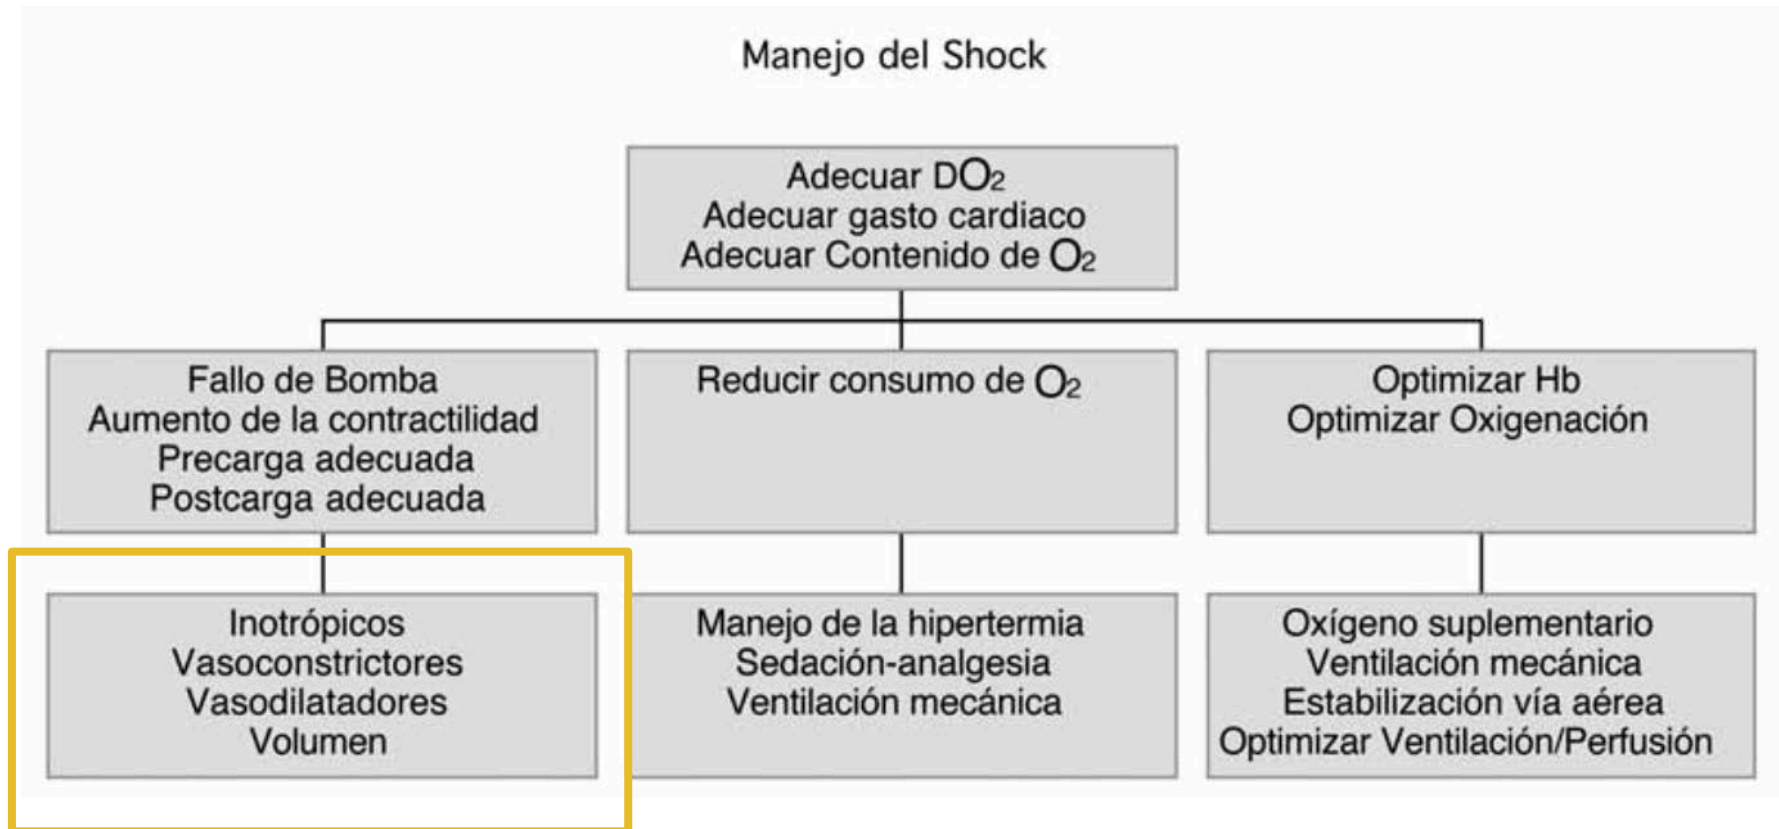 Manejo del Shock
Adecuar DO₂
Adecuar gasto cardiaco
Adecuar Contenido de O₂
Fallo de Bomba
Aumento de la contractilidad
Precarga adecuada
Postcarga adecuada
Reducir consumo de O₂
Optimizar Hb
Optimizar Oxigenación
Inotrópicos
Vasoconstrictores
Vasodilatadores
Volumen
Manejo de la hipertermia
Sedación-analgesia
Ventilación mecánica
Oxígeno suplementario
Ventilación mecánica
Estabilización vía aérea
Optimizar Ventilación/Perfusión